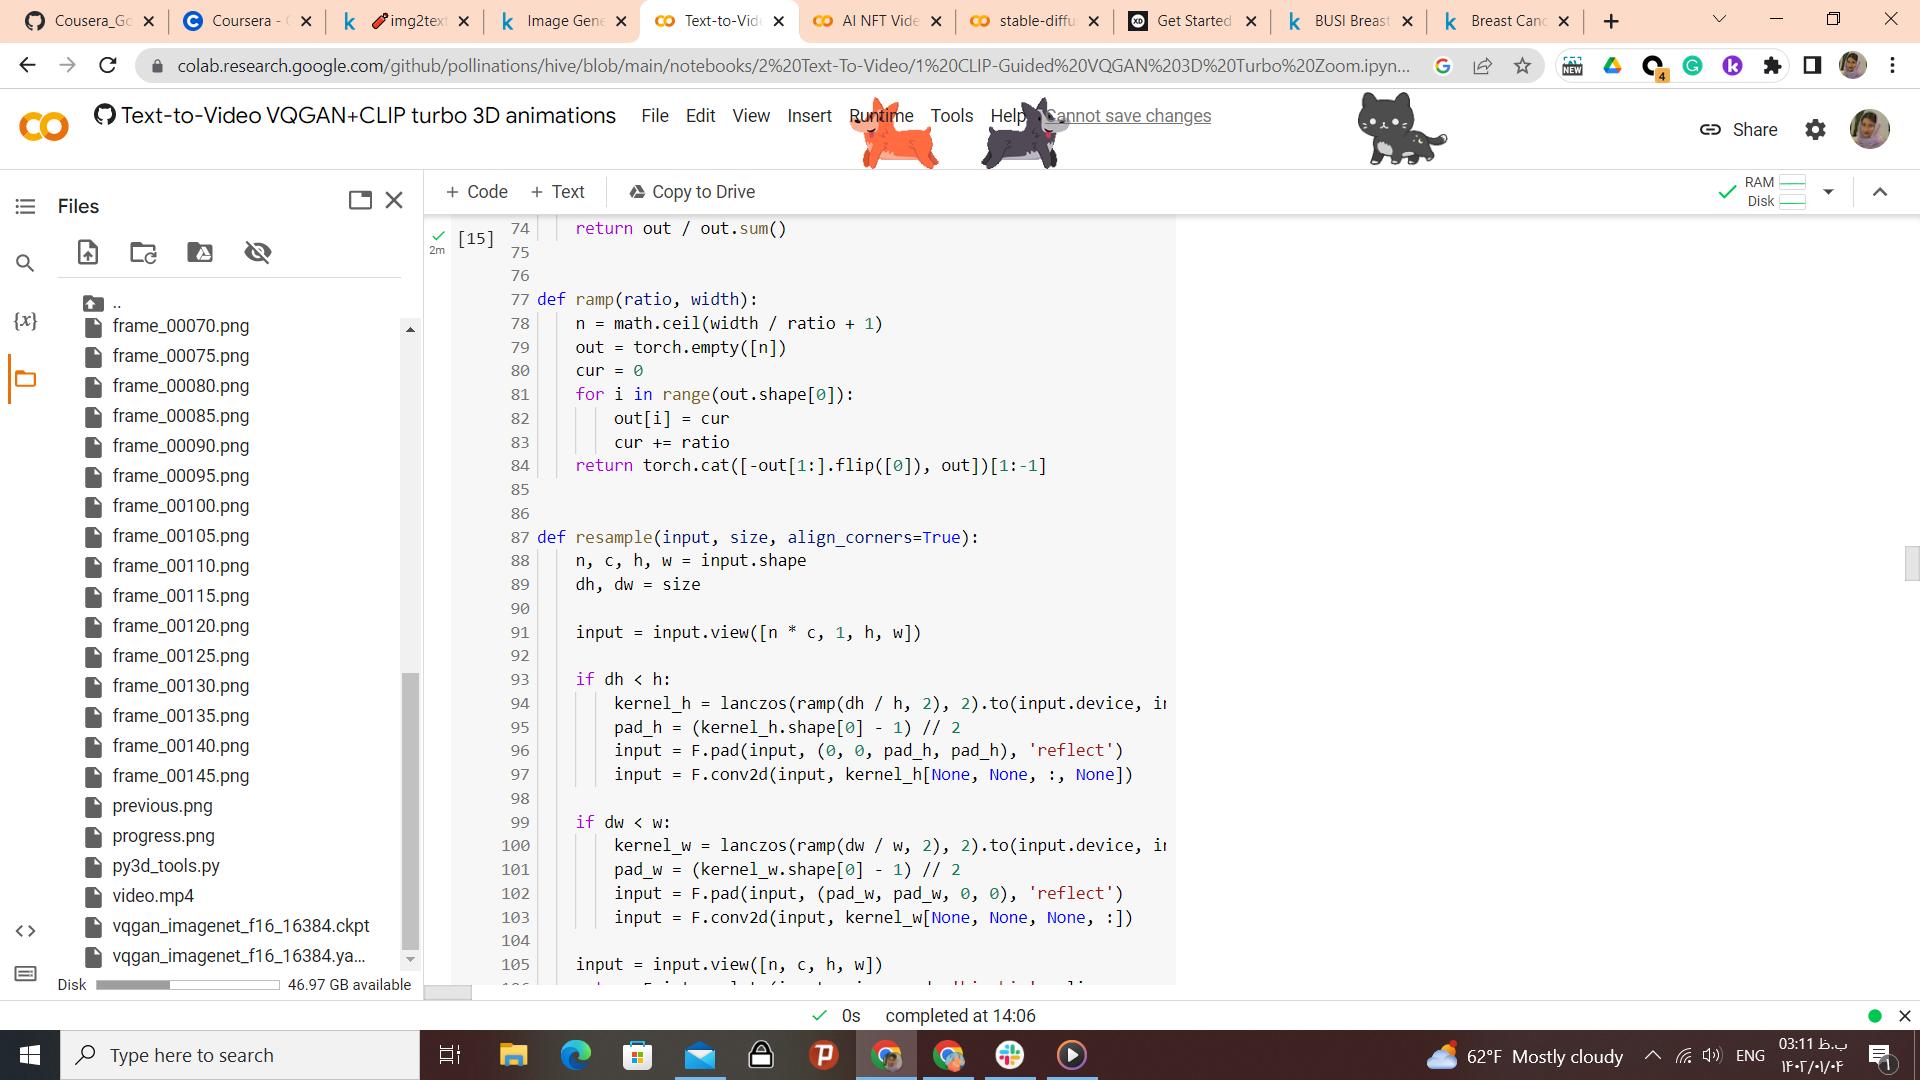 Cousera_Go
Coursera - C
img2text
Image Gene
Text-to-Vide
AI NFT Vide
stable-diffu
Get Started
BUSI Breast
Breast Canc
colab.research.google.com/github/pollinations/hive/blob/main/notebooks/2%20Text-To-Video/1%20CLIP-Guided%20VQGAN%203D%20Turbo%20Zoom.ipyn...
NEW
4
Text-to-Video VQGAN+CLIP turbo 3D animations
File Edit View Insert Runtime Tools Help Cannot save changes
Share
Files
+ Code + Text Copy to Drive
RAM
Disk
..
frame_00070.png
frame_00075.png
frame_00080.png
frame_00085.png
frame_00090.png
frame_00095.png
frame_00100.png
frame_00105.png
frame_00110.png
frame_00115.png
frame_00120.png
frame_00125.png
frame_00130.png
frame_00135.png
frame_00140.png
frame_00145.png
previous.png
progress.png
py3d_tools.py
video.mp4
vqgan_imagenet_f16_16384.ckpt
vqgan_imagenet_f16_16384.ya...
Disk 46.97 GB available
{x}
2m
[15]
74 return out / out.sum()
75
76
77 def ramp(ratio, width):
78 n = math.ceil(width / ratio + 1)
79 out = torch.empty([n])
80 cur = 0
81 for i in range(out.shape[0]):
82 out[i] = cur
83 cur += ratio
84 return torch.cat([-out[1:].flip([0]), out])[1:-1]
85
86
87 def resample(input, size, align_corners=True):
88 n, c, h, w = input.shape
89 dh, dw = size
90
91 input = input.view([n * c, 1, h, w])
92
93 if dh < h:
94 kernel_h = lanczos(ramp(dh / h, 2), 2).to(input.device, in
95 pad_h = (kernel_h.shape[0] - 1) // 2
96 input = F.pad(input, (0, 0, pad_h, pad_h), 'reflect')
97 input = F.conv2d(input, kernel_h[None, None, :, None])
98
99 if dw < w:
100 kernel_w = lanczos(ramp(dw / w, 2), 2).to(input.device, in
101 pad_w = (kernel_w.shape[0] - 1) // 2
102 input = F.pad(input, (pad_w, pad_w, 0, 0), 'reflect')
103 input = F.conv2d(input, kernel_w[None, None, None, :])
104
105 input = input.view([n, c, h, w])
0s completed at 14:06
Type here to search
62°F Mostly cloudy
ENG
03:11 ب.ظ
۱۴۰۲/۰۱/۰۴
1